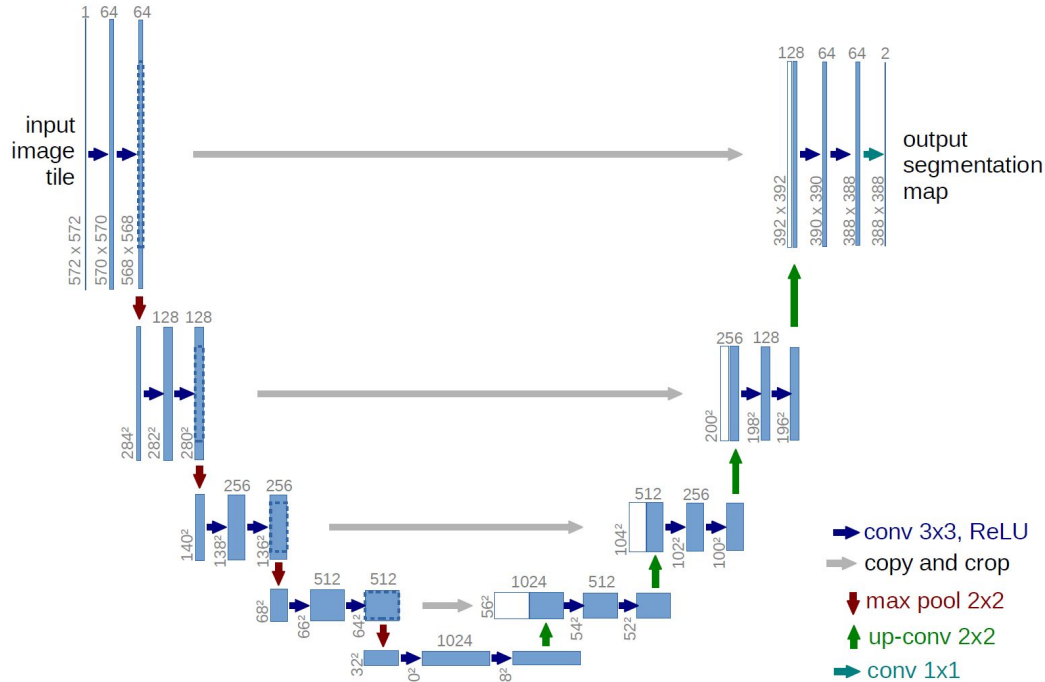 1 64 64
input
image
tile
572 x 572
570 x 570
568 x 568
128 64 64 2
output
segmentation
map
392 x 392
390 x 390
388 x 388
388 x 388
128 128
284²
282²
280²
256 128
200²
198²
196²
256 256
140²
138²
136²
512 256
104²
102²
100²
512 512
68²
66²
64²
1024 512
56²
54²
52²
1024
32²
0²
8²
conv 3x3, ReLU
copy and crop
max pool 2x2
up-conv 2x2
conv 1x1